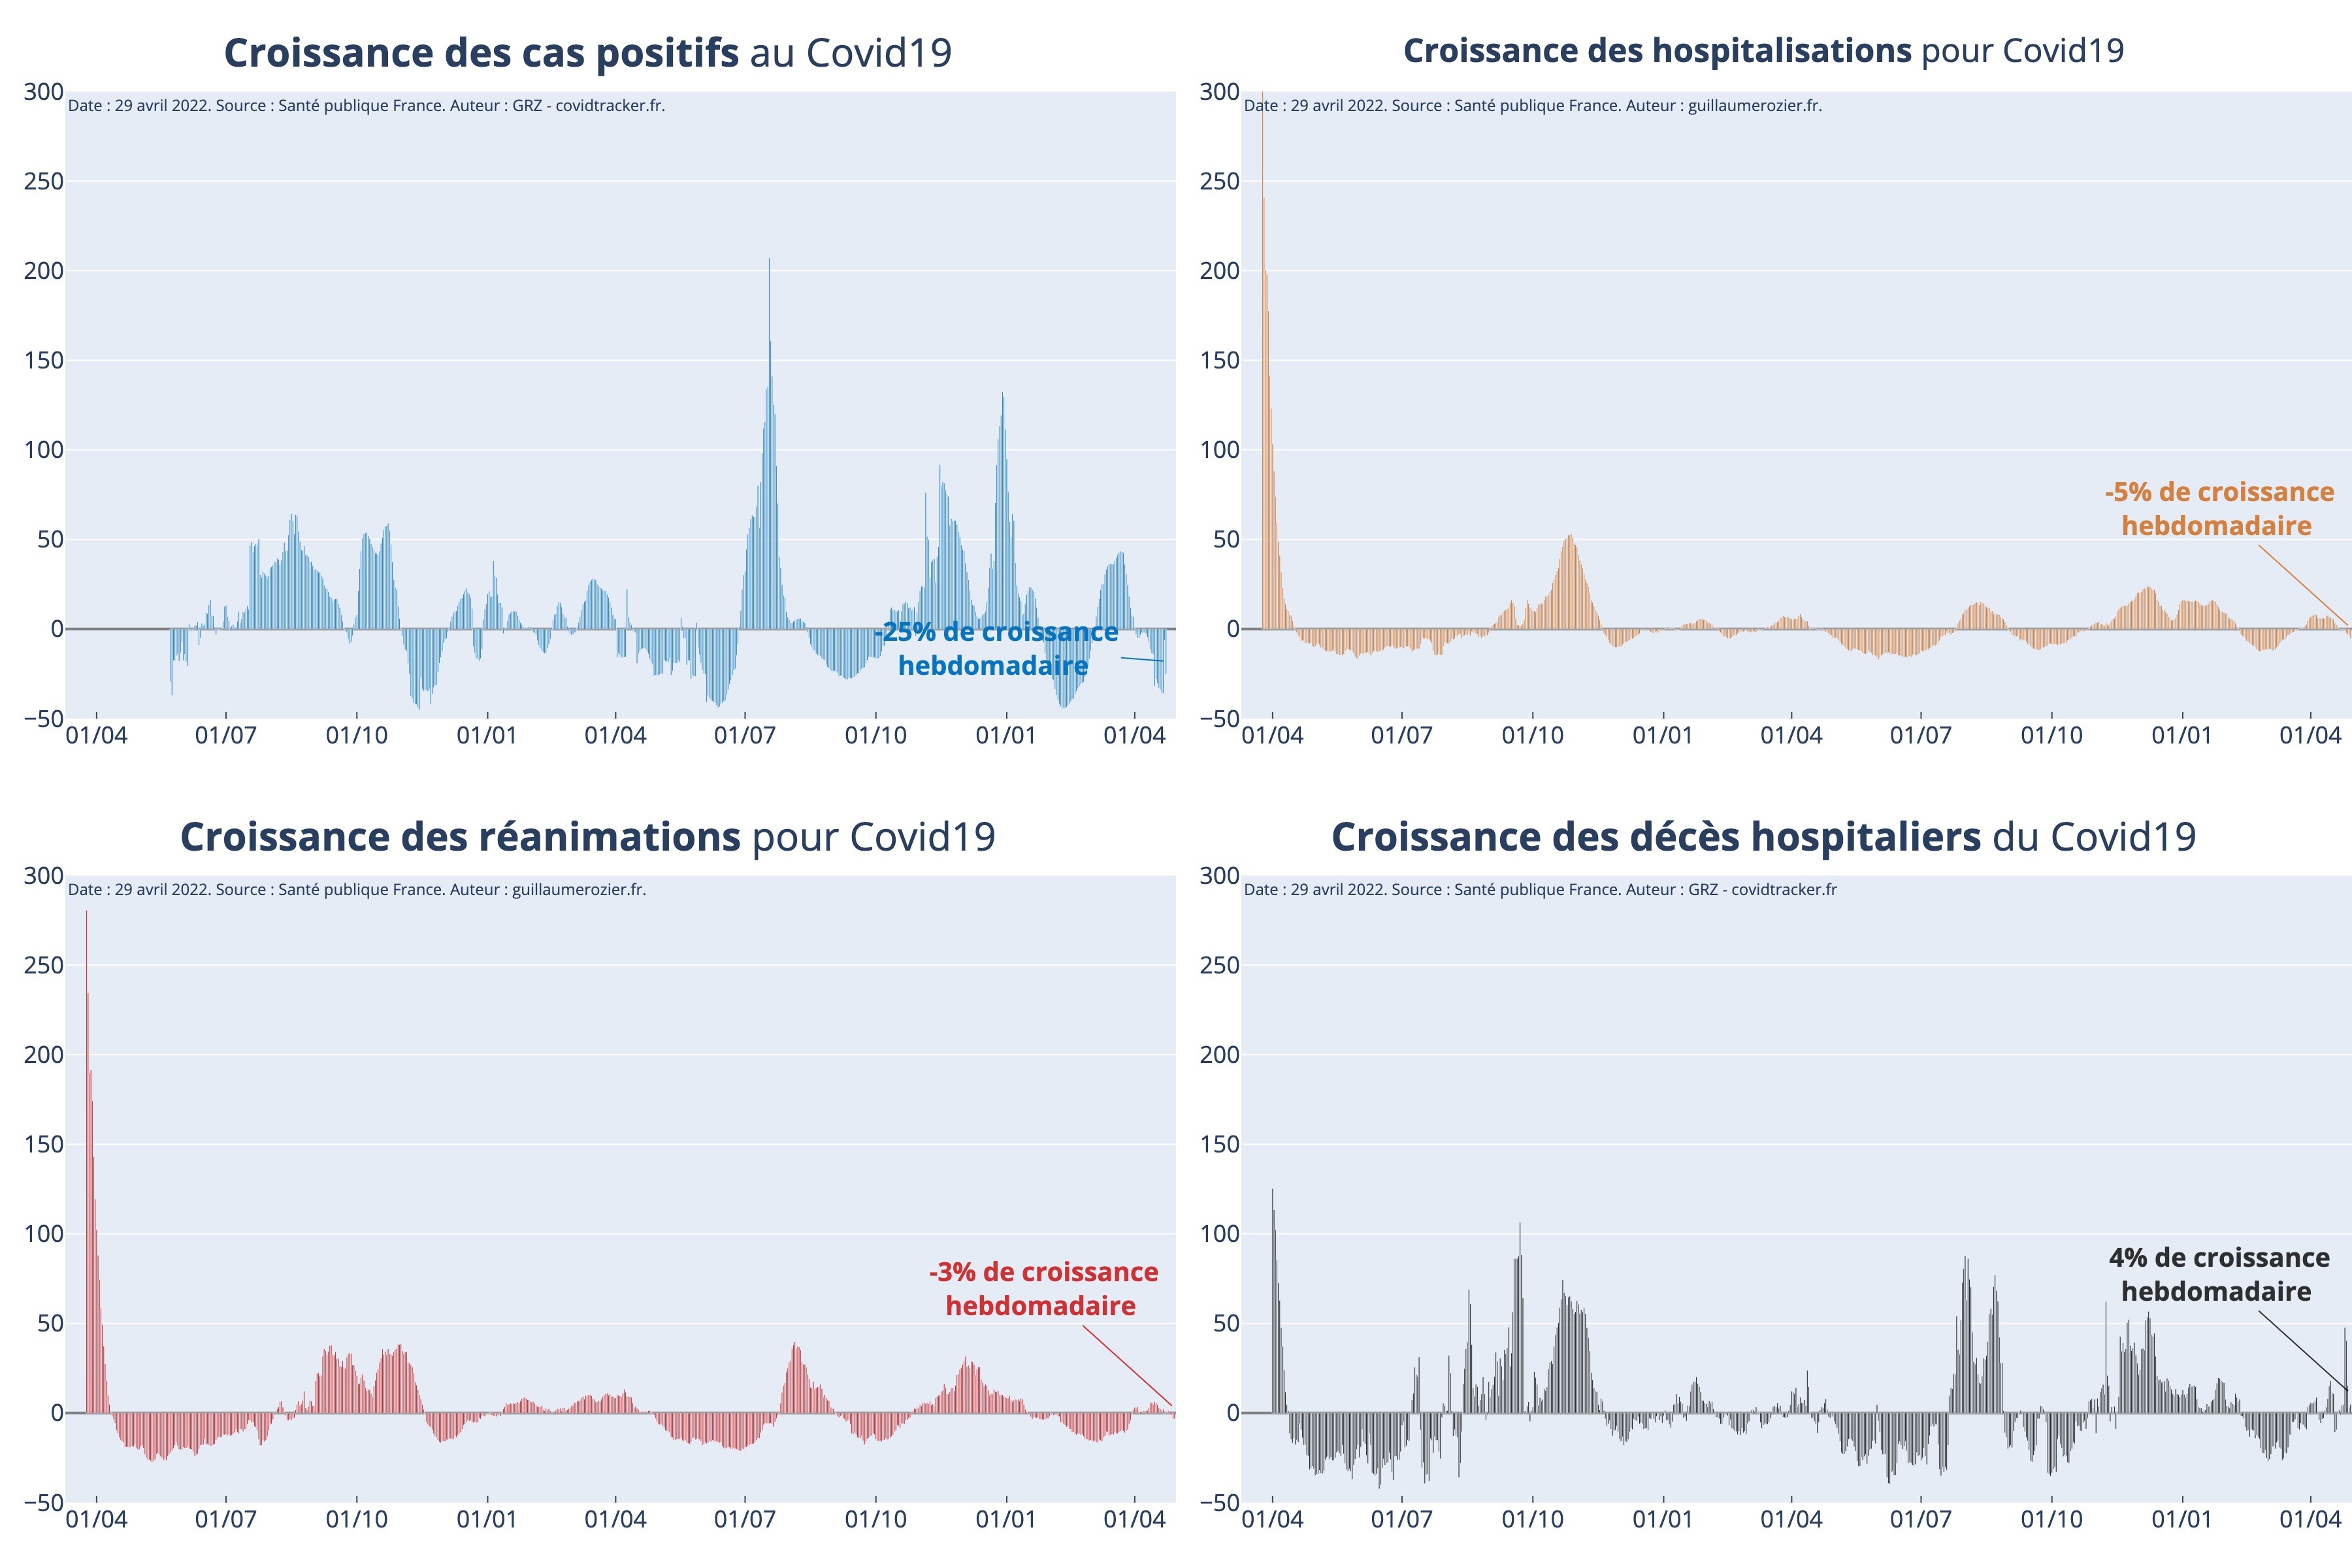 Croissance des cas positifs au Covid19
Date : 29 avril 2022. Source : Santé publique France. Auteur : GRZ - covidtracker.fr.
300
250
200
150
100
50
0
−50
-25% de croissance
hebdomadaire
01/04 01/07 01/10 01/01 01/04 01/07 01/10 01/01 01/04
Croissance des hospitalisations pour Covid19
Date : 29 avril 2022. Source : Santé publique France. Auteur : guillaumerozier.fr.
300
250
200
150
100
50
0
−50
-5% de croissance
hebdomadaire
01/04 01/07 01/10 01/01 01/04 01/07 01/10 01/01 01/04
Croissance des réanimations pour Covid19
Date : 29 avril 2022. Source : Santé publique France. Auteur : guillaumerozier.fr.
300
250
200
150
100
50
0
−50
-3% de croissance
hebdomadaire
01/04 01/07 01/10 01/01 01/04 01/07 01/10 01/01 01/04
Croissance des décès hospitaliers du Covid19
Date : 29 avril 2022. Source : Santé publique France. Auteur : GRZ - covidtracker.fr
300
250
200
150
100
50
0
−50
4% de croissance
hebdomadaire
01/04 01/07 01/10 01/01 01/04 01/07 01/10 01/01 01/04